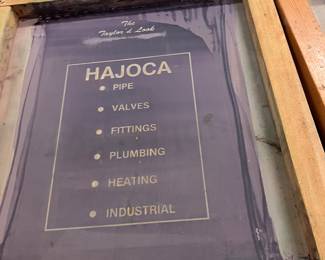 The
Taylor'd Look
HAJOCA
• PIPE
• VALVES
• FITTINGS
• PLUMBING
• HEATING
• INDUSTRIAL